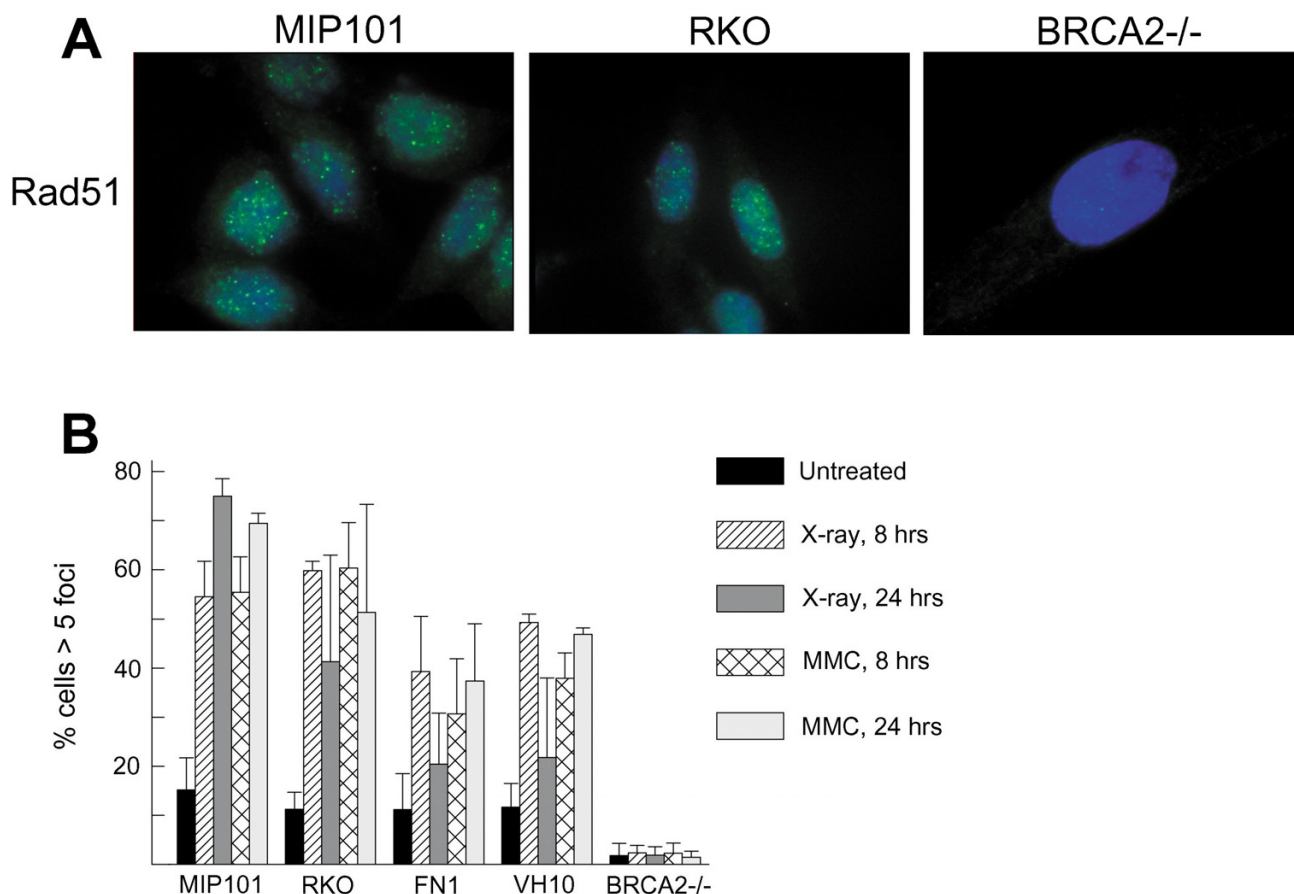 A
MIP101
RKO
BRCA2-/-
Rad51
B
% cells > 5 foci
80
60
40
20
MIP101
RKO
FN1
VH10
BRCA2-/-
Untreated
X-ray, 8 hrs
X-ray, 24 hrs
MMC, 8 hrs
MMC, 24 hrs